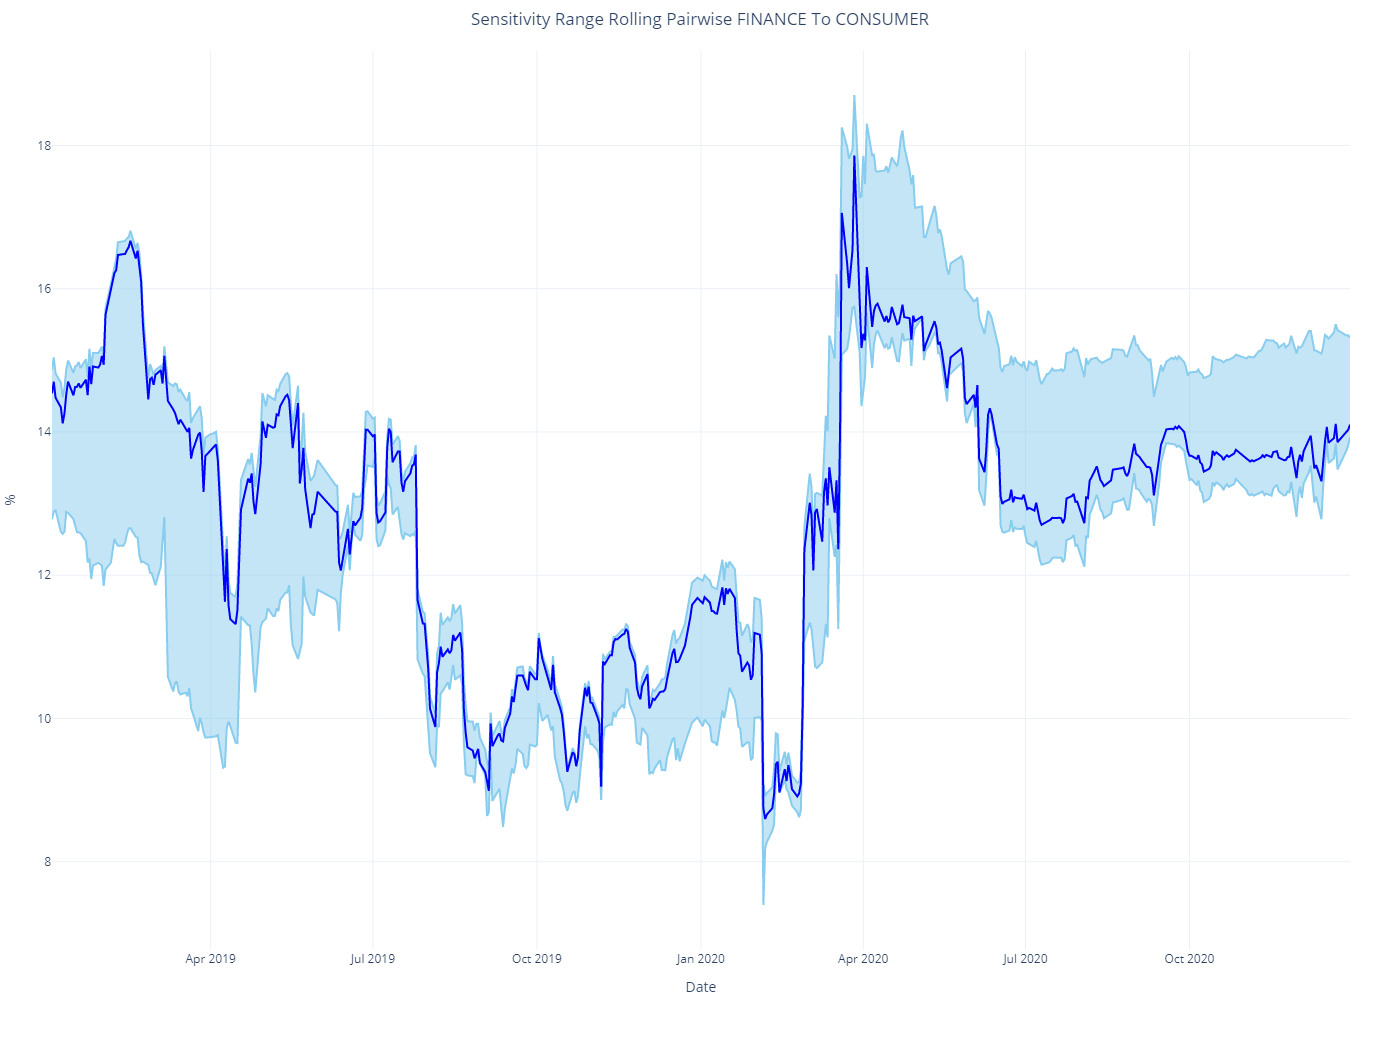 Sensitivity Range Rolling Pairwise FINANCE To CONSUMER
18
16
14
%
12
10
8
Apr 2019 Jul 2019 Oct 2019 Jan 2020 Apr 2020 Jul 2020 Oct 2020
Date